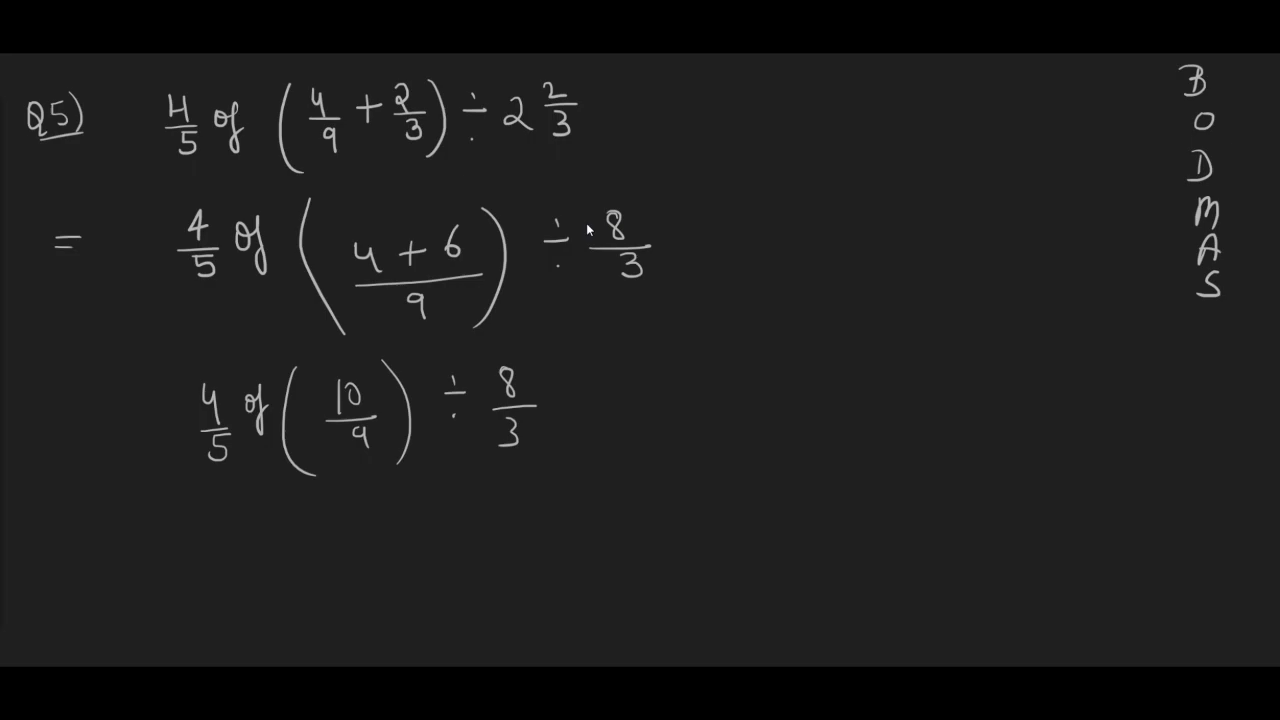 Q5) 4/5 of (4/9 + 2/3) ÷ 2 2/3
= 4/5 of (4 + 6/9) ÷ 8/3
4/5 of (10/9) ÷ 8/3
B
O
D
M
A
S